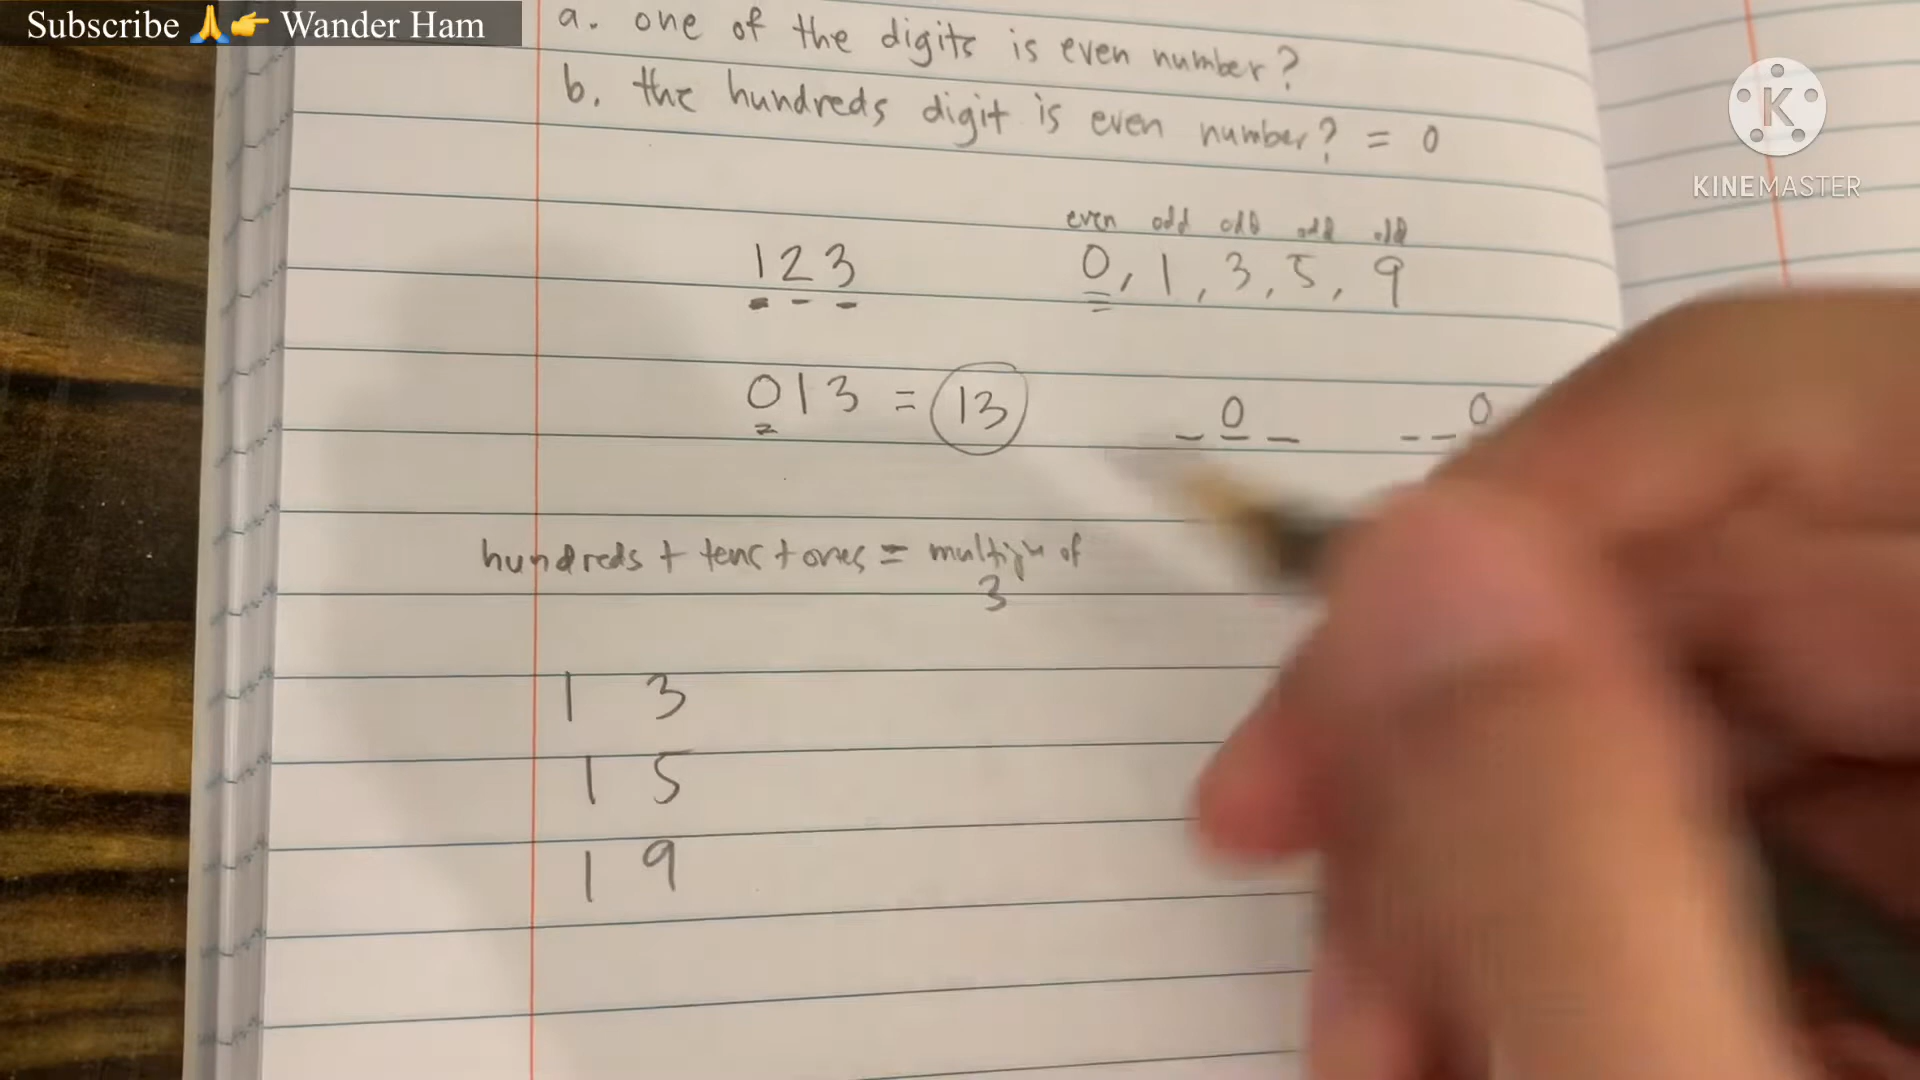 Subscribe 🙏👉 Wander Ham
a. one of the digits is even number?
b. the hundreds digit is even number? = 0
KINEMASTER
even odd odd odd odd
123
0, 1, 3, 5, 9
013 = 13
0
0
hundreds + tens + ones = multiple of
3
1 3
1 5
1 9